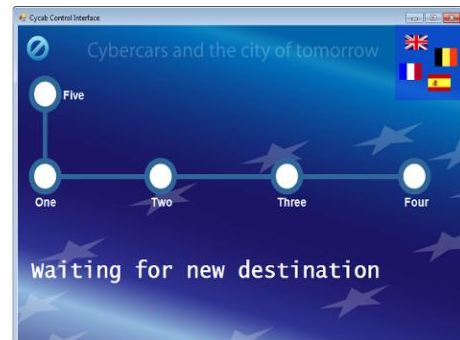 Cycab Control Interface
Cybercars and the city of tomorrow
Five
One
Two
Three
Four
Waiting for new destination